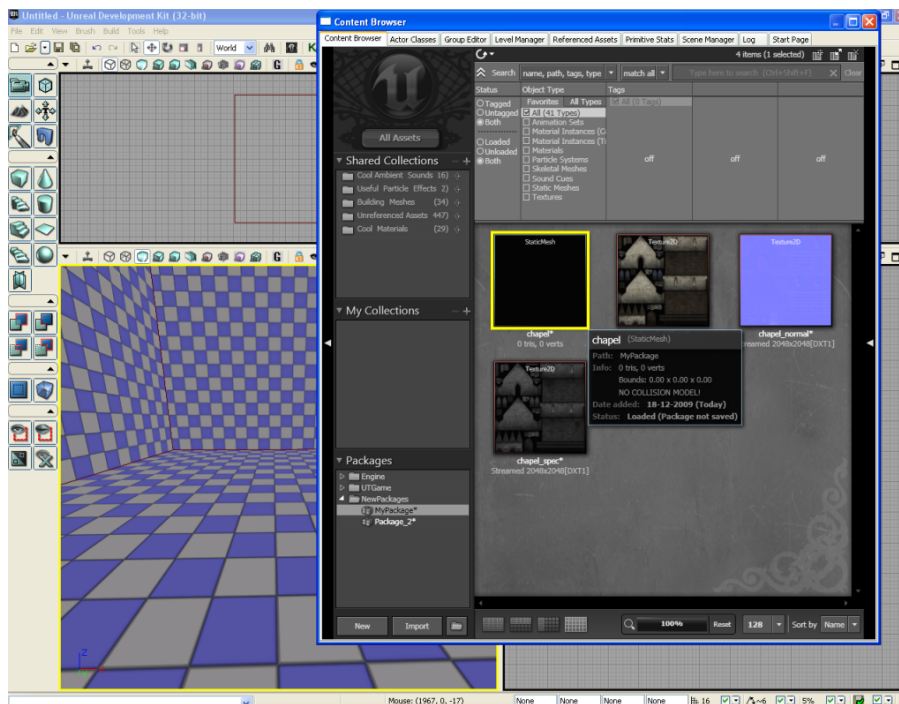 Untitled - Unreal Development Kit (32-bit)
File Edit View Brush Build Tools Help
World
G
Content Browser
Content Browser Actor Classes Group Editor Level Manager Referenced Assets Primitive Stats Scene Manager Log Start Page
4 items (1 selected)
All Assets
Search name, path, tags, type match all Type here to search (Ctrl+Shift+F) Clear
Status Object Type Tags
Favorites All Types
All (41 Types)
All (0 Tags)
Tagged
Untagged
Both
Loaded
Unloaded
Both
Animation Sets
Material Instances (C
Material Instances (Ti
Materials
Particle Systems
Skeletal Meshes
Sound Cues
Static Meshes
Textures
off off off
Shared Collections
Cool Ambient Sounds 16)
Useful Particle Effects 2)
Building Meshes (34)
Unreferenced Assets 447)
Cool Materials (29)
My Collections
Packages
Engine
UTGame
NewPackages
MyPackage*
Package_2*
New Import
StaticMesh
chapel*
0 tris, 0 verts
Texture2D
Texture2D
chapel_normal*
reamed 2048x2048[DXT1]
Texture2D
chapel_spec*
Streamed 2048x2048[DXT1]
chapel (StaticMesh)
Path: MyPackage
Info: 0 tris, 0 verts
Bounds: 0.00 x 0.00 x 0.00
NO COLLISION MODEL!
Date added: 18-12-2009 (Today)
Status: Loaded (Package not saved)
100% Reset 128 Sort by Name
G
Z
Mouse: (1967, 0, -17) None None None None 16 5%